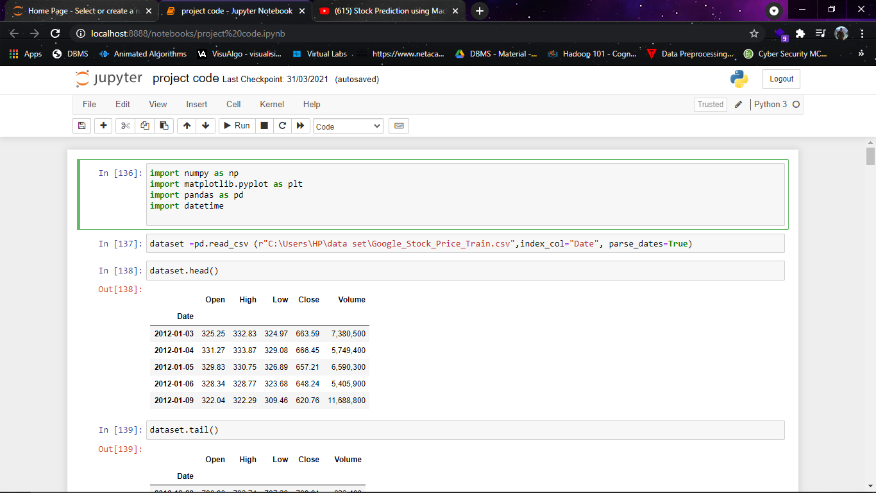 Home Page - Select or create a n
project code - Jupyter Notebook
(615) Stock Prediction using Mac
localhost:8888/notebooks/project%20code.ipynb
Apps DBMS Animated Algorithms VisuAlgo - visualisi... Virtual Labs https://www.netaca... DBMS - Material -... Hadoop 101 - Cogn... Data Preprocessing... Cyber Security MC...
jupyter project code Last Checkpoint: 31/03/2021 (autosaved)
Logout
File Edit View Insert Cell Kernel Help
Trusted Python 3
Run Code
In [136]: import numpy as np
import matplotlib.pyplot as plt
import pandas as pd
import datetime
In [137]: dataset =pd.read_csv (r"C:\Users\HP\data set\Google_Stock_Price_Train.csv",index_col="Date", parse_dates=True)
In [138]: dataset.head()
Out[138]:
Open High Low Close Volume
Date
2012-01-03 325.25 332.83 324.97 663.59 7,380,500
2012-01-04 331.27 333.87 329.08 666.45 5,749,400
2012-01-05 329.83 330.75 326.89 657.21 6,590,300
2012-01-06 328.34 328.77 323.68 648.24 5,405,900
2012-01-09 322.04 322.29 309.46 620.76 11,688,800
In [139]: dataset.tail()
Out[139]:
Open High Low Close Volume
Date